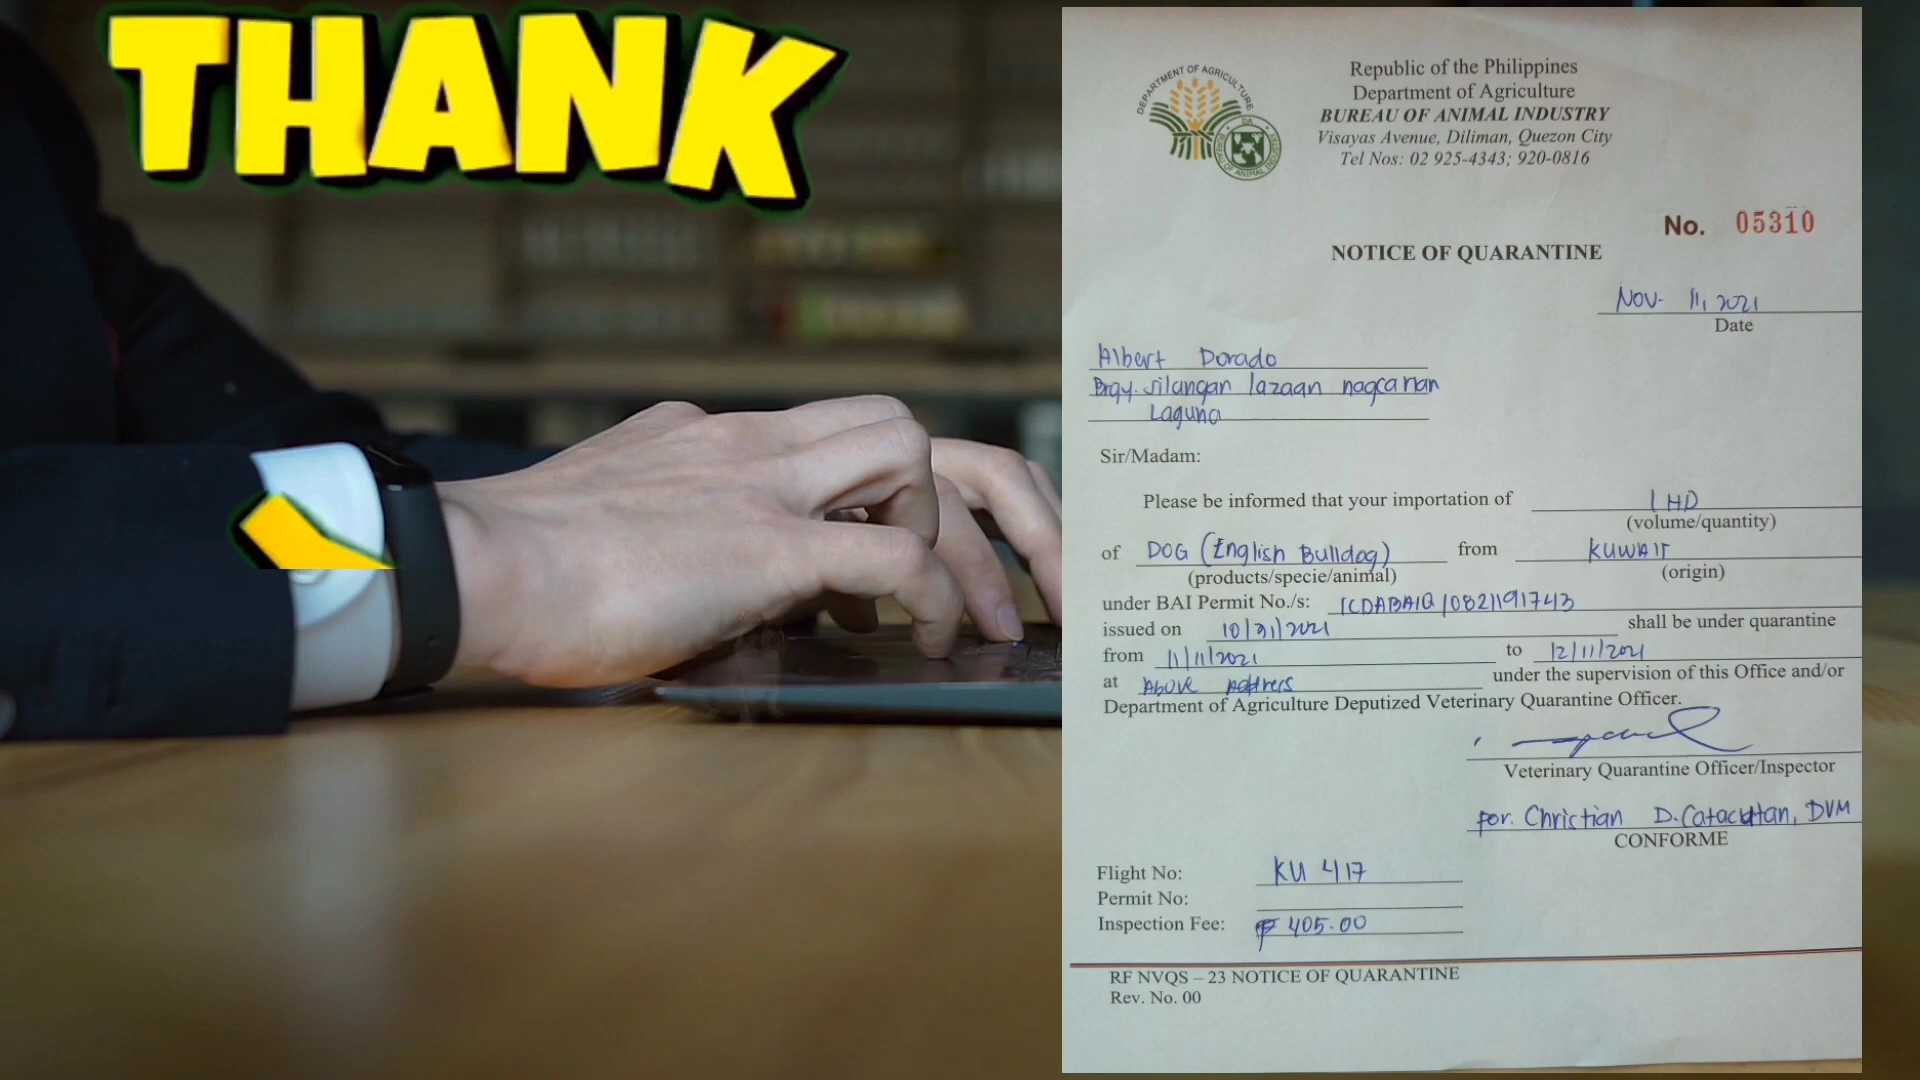 THANK
DEPARTMENT OF AGRICULTURE
Republic of the Philippines
Department of Agriculture
BUREAU OF ANIMAL INDUSTRY
Visayas Avenue, Diliman, Quezon City
Tel Nos: 02 925-4343; 920-0816
No. 05310
NOTICE OF QUARANTINE
Nov. 11, 2021
Date
Albert Dorado
Brgy. silangan lazaan nagcarlan
Laguna
Sir/Madam:
Please be informed that your importation of 1 HD
(volume/quantity)
of DOG (English Bulldog) from KUWAIT
(products/specie/animal) (origin)
under BAI Permit No./s:
issued on shall be under quarantine
from 11/11/2021 to 12/11/2021
at Above Address under the supervision of this Office and/or
Department of Agriculture Deputized Veterinary Quarantine Officer.
Veterinary Quarantine Officer/Inspector
For. Christian D. Catacutan, DVM
CONFORME
Flight No: KU 417
Permit No:
Inspection Fee: ₱ 405.00
RF NVQS – 23 NOTICE OF QUARANTINE
Rev. No. 00